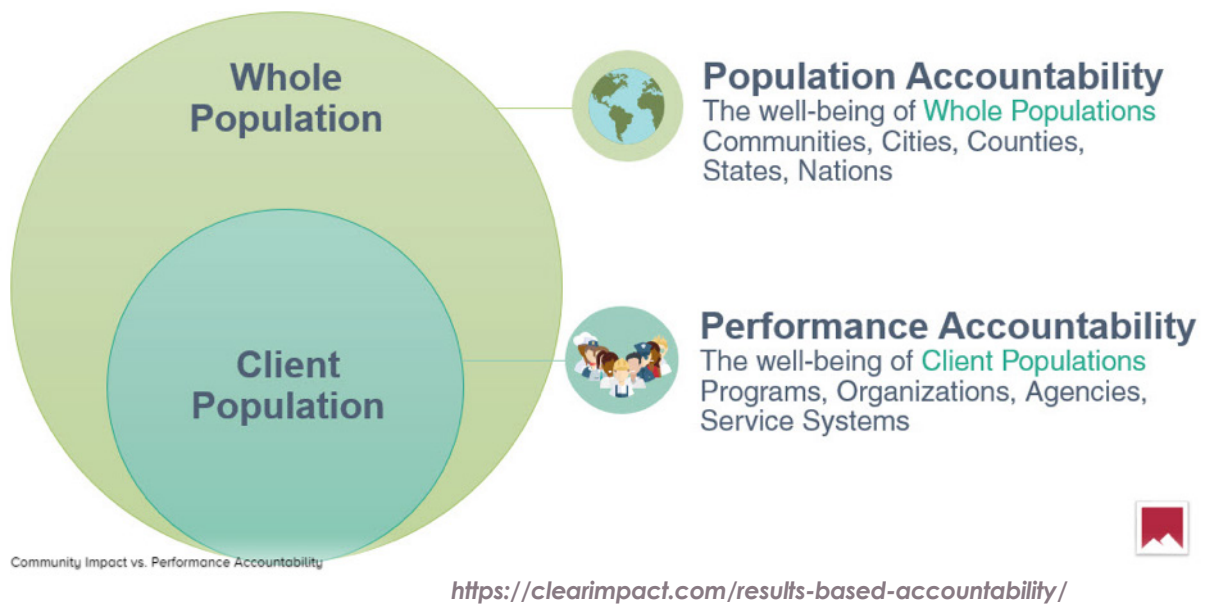 Whole
Population
Client
Population
Population Accountability
The well-being of Whole Populations
Communities, Cities, Counties,
States, Nations
Performance Accountability
The well-being of Client Populations
Programs, Organizations, Agencies,
Service Systems
Community Impact vs. Performance Accountability
https://clearimpact.com/results-based-accountability/